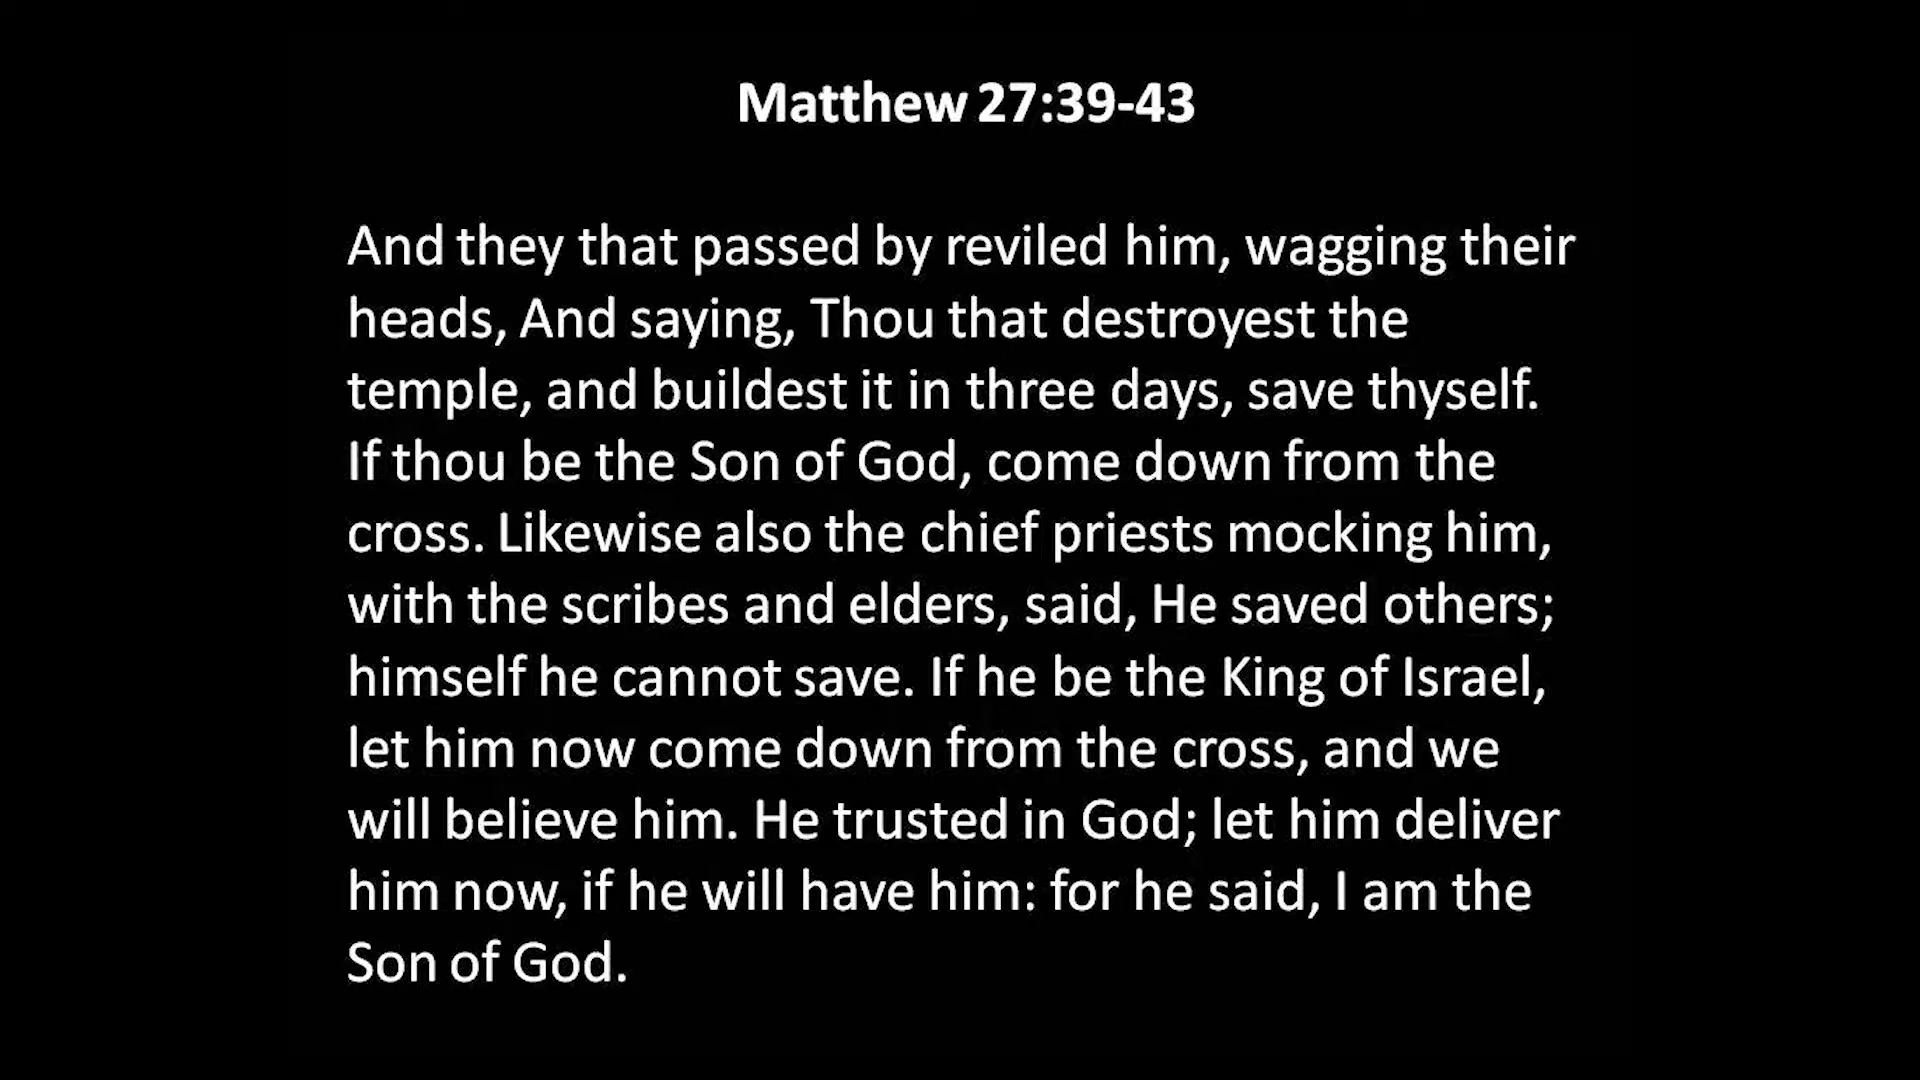 Matthew 27:39-43
And they that passed by reviled him, wagging their
heads, And saying, Thou that destroyest the
temple, and buildest it in three days, save thyself.
If thou be the Son of God, come down from the
cross. Likewise also the chief priests mocking him,
with the scribes and elders, said, He saved others;
himself he cannot save. If he be the King of Israel,
let him now come down from the cross, and we
will believe him. He trusted in God; let him deliver
him now, if he will have him: for he said, I am the
Son of God.